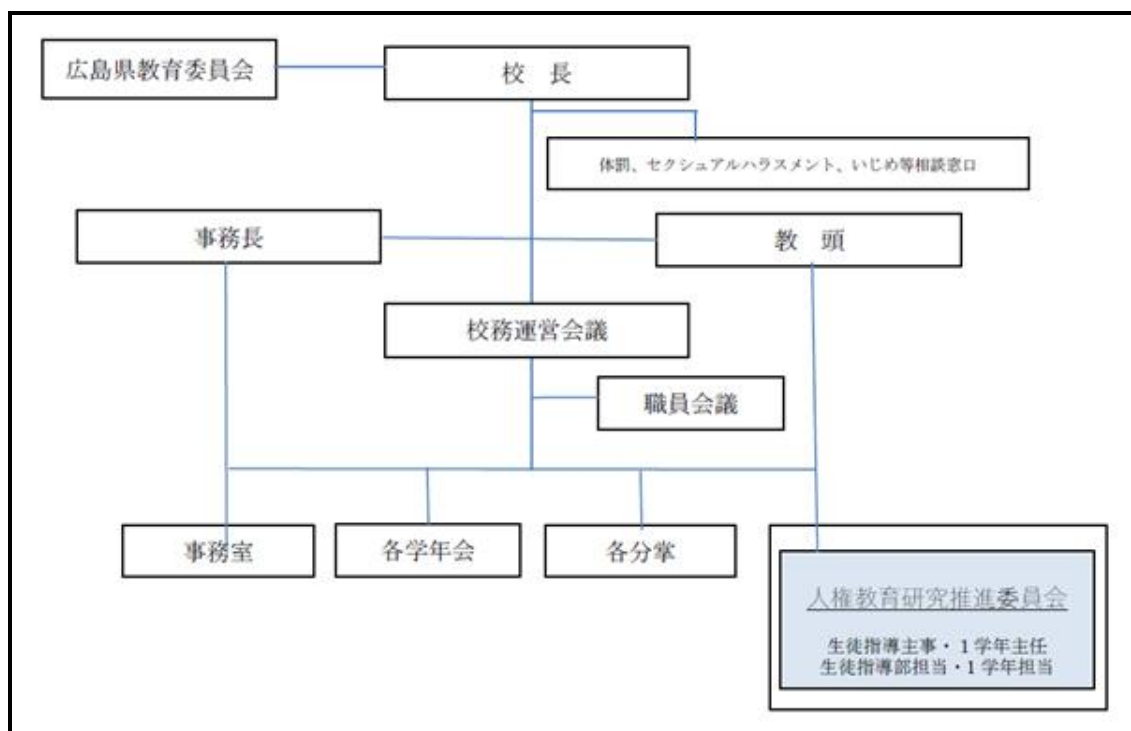 広島県教育委員会
校 長
体罰、セクシュアルハラスメント、いじめ等相談窓口
事務長
教 頭
校務運営会議
職員会議
事務室
各学年会
各分掌
人権教育研究推進委員会
生徒指導主事・１学年主任
生徒指導部担当・１学年担当